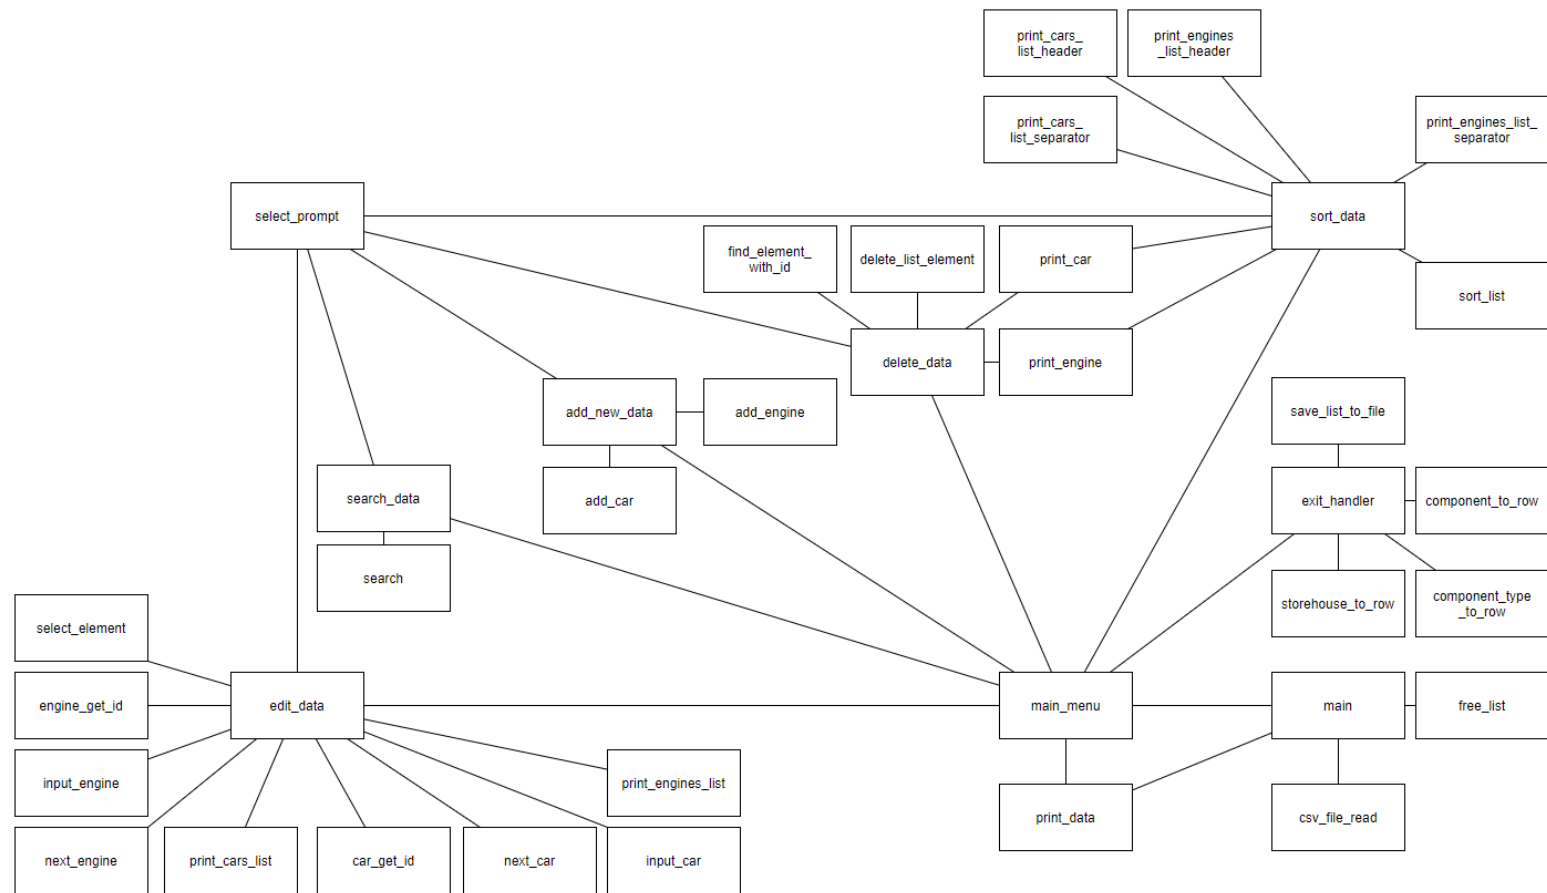 print_cars_
list_header
print_engines
_list_header
print_cars_
list_separator
print_engines_list_
separator
select_prompt
sort_data
find_element_
with_id
delete_list_element
print_car
sort_list
delete_data
print_engine
add_new_data
add_engine
save_list_to_file
search_data
add_car
exit_handler
component_to_row
search
storehouse_to_row
component_type
_to_row
select_element
engine_get_id
edit_data
main_menu
main
free_list
input_engine
print_engines_list
print_data
csv_file_read
next_engine
print_cars_list
car_get_id
next_car
input_car